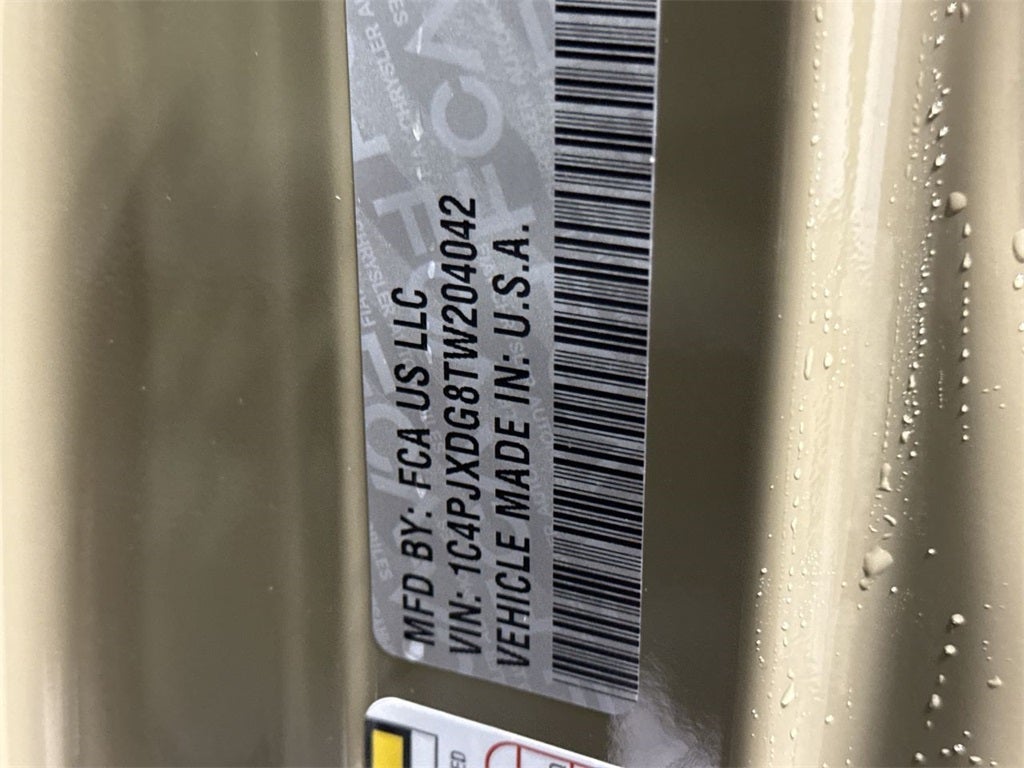 MFD BY: FCA US LLC
VIN: 1C4PJXDG8TW204042
VEHICLE MADE IN: U.S.A.